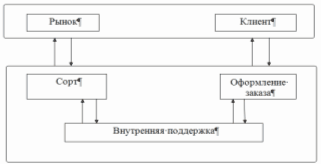 Рынок¶ Клиент¶
Сорт¶ Оформление·
заказа¶
Внутренняя·поддержка¶